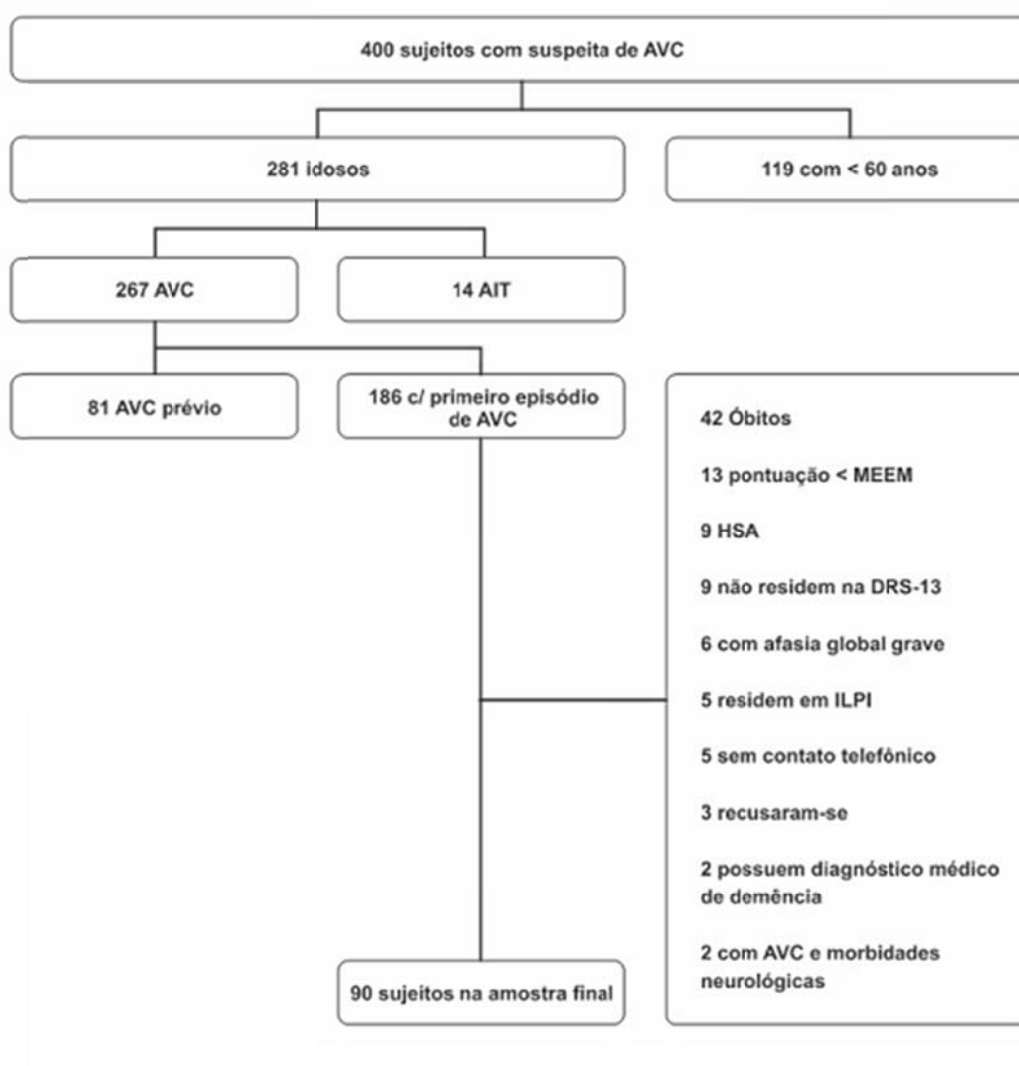 400 sujeitos com suspeita de AVC
281 idosos
119 com < 60 anos
267 AVC
14 AIT
81 AVC prévio
186 c/ primeiro episódio
de AVC
42 Óbitos
13 pontuação < MEEM
9 HSA
9 não residem na DRS-13
6 com afasia global grave
5 residem em ILPI
5 sem contato telefônico
3 recusaram-se
2 possuem diagnóstico médico
de demência
2 com AVC e morbidades
neurológicas
90 sujeitos na amostra final